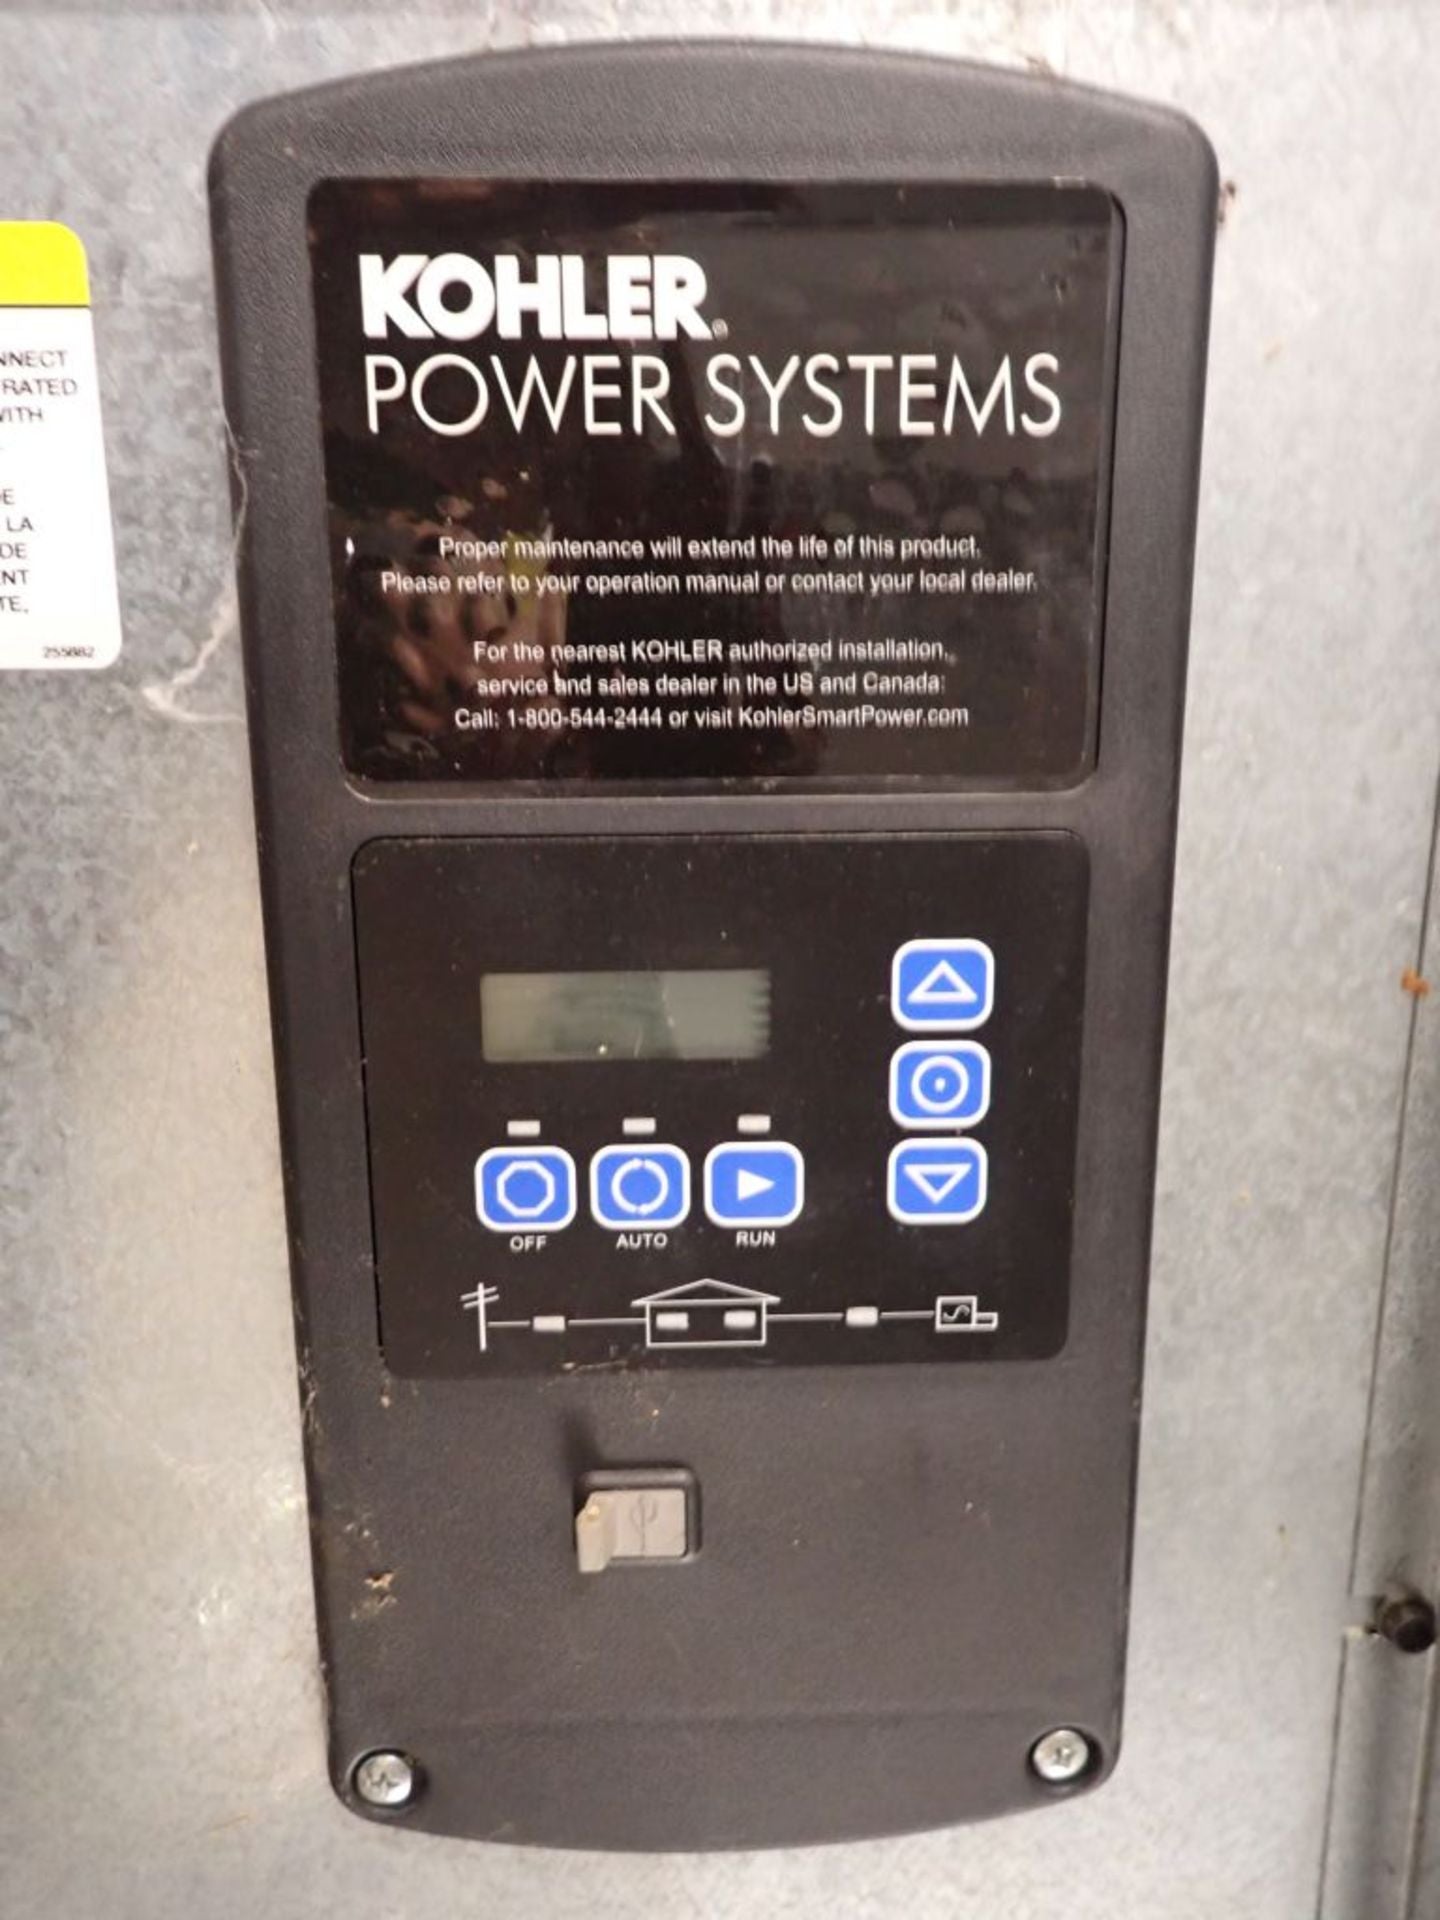 KOHLER®
POWER SYSTEMS
Proper maintenance will extend the life of this product.
Please refer to your operation manual or contact your local dealer.
For the nearest KOHLER authorized installation,
service and sales dealer in the US and Canada:
Call: 1-800-544-2444 or visit KohlerSmartPower.com
NNECT
RATED
WITH
DE
LA
DE
ENT
TE,
255882
OFF AUTO RUN